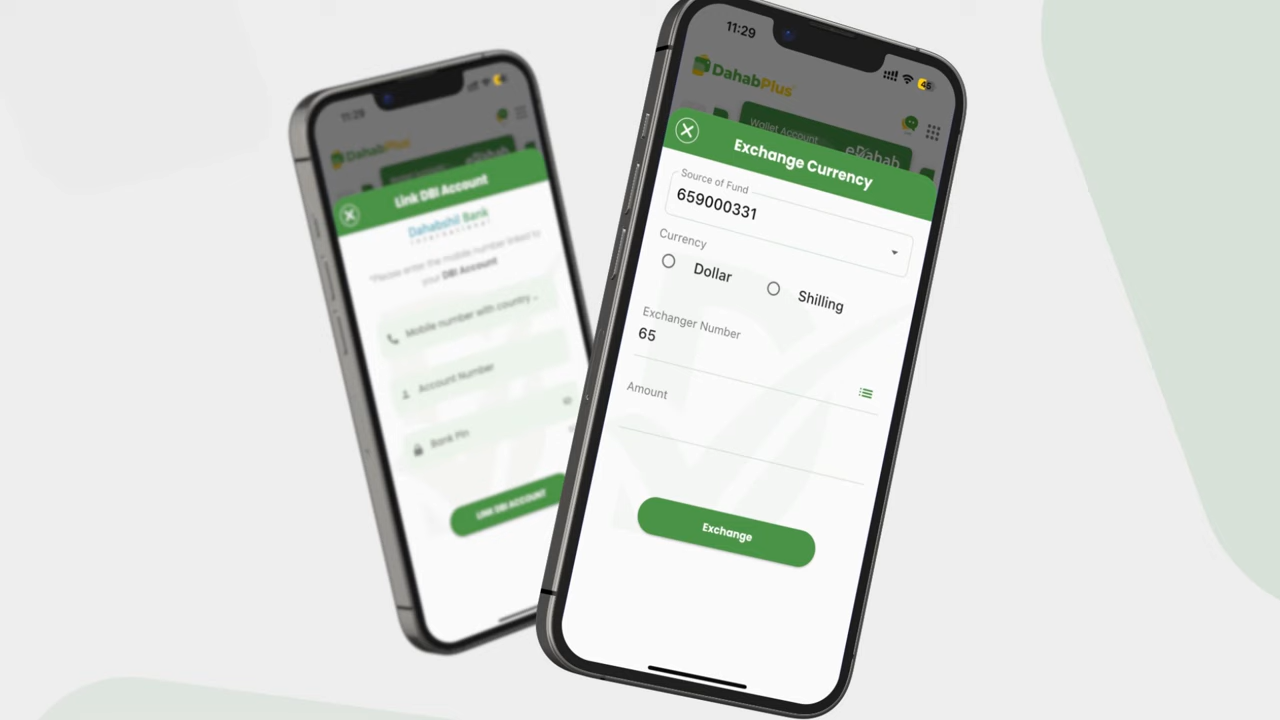 11:29
DahabPlus
Link DBI Account
Dahabshil Bank
International
*Please enter the mobile number linked by
your DBI Account
Mobile number with country ...
Account Number
Bank Pin
LINK DBI ACCOUNT
11:29
45
DahabPlus
Wallet Account
eDahab
Exchange Currency
Source of Fund
659000331
Currency
Dollar
Shilling
Exchanger Number
65
Amount
Exchange